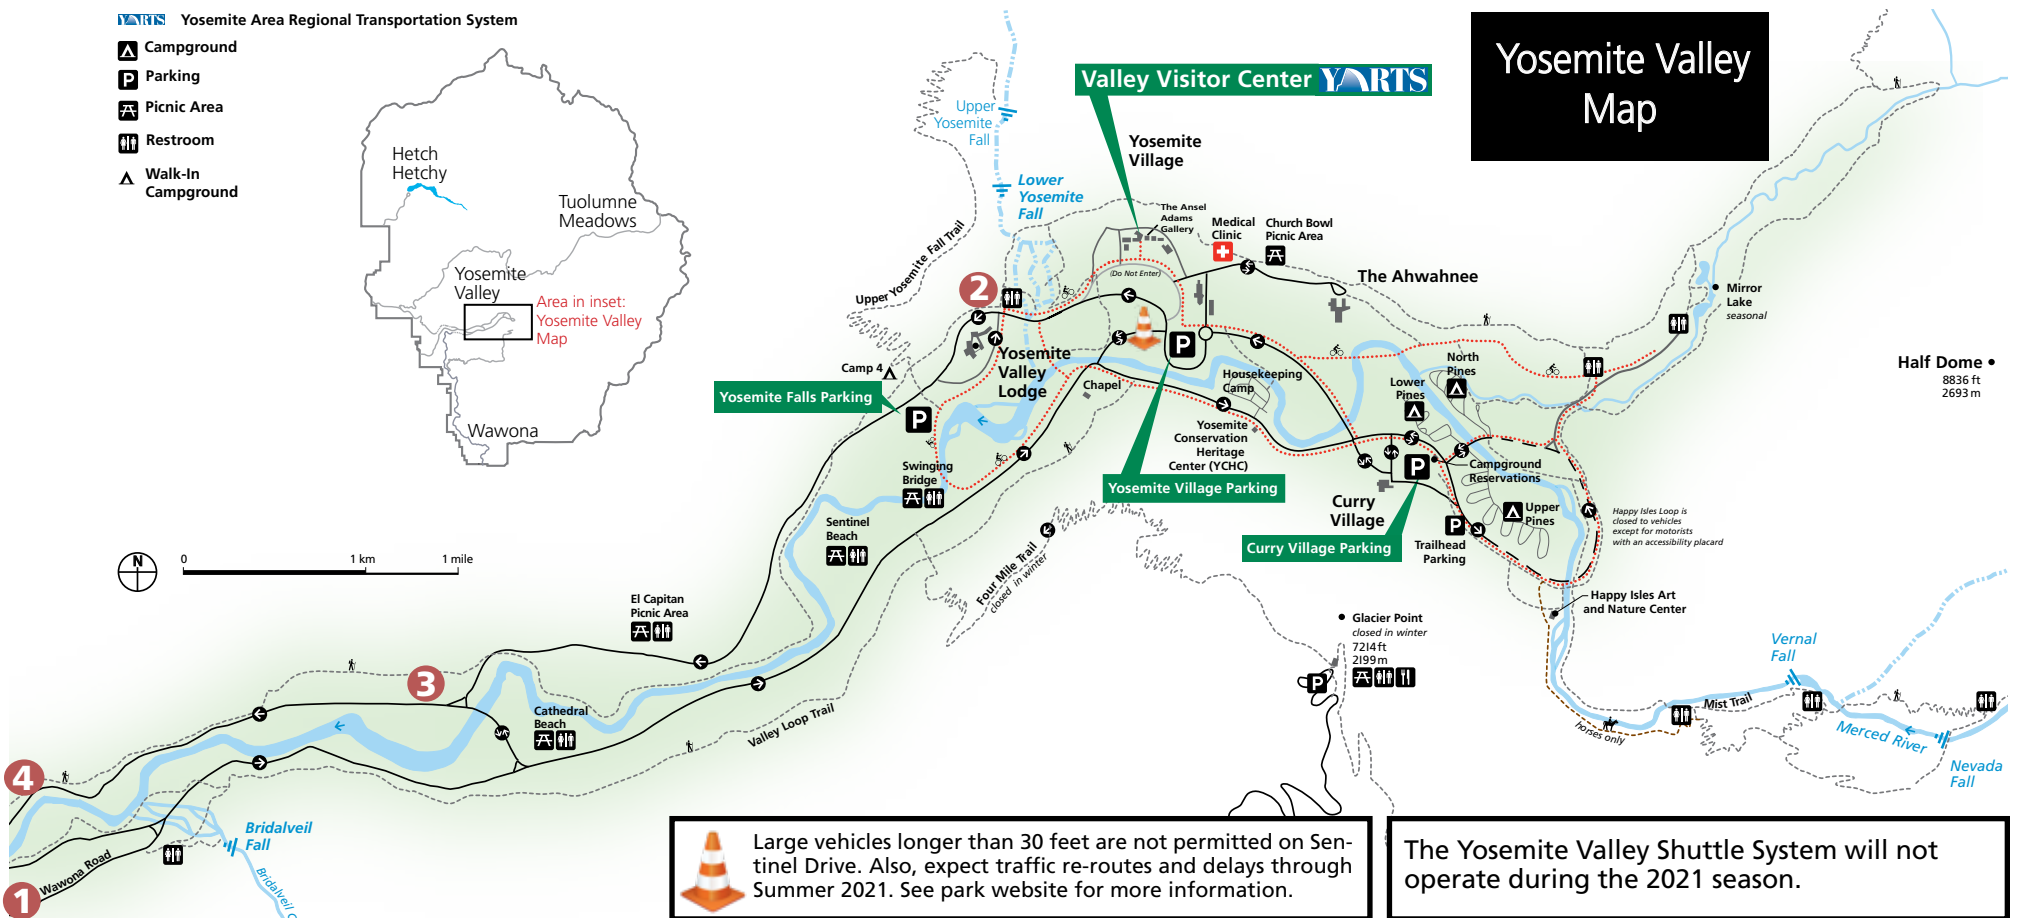 YARTS Yosemite Area Regional Transportation System
Campground
Parking
Picnic Area
Restroom
Walk-In
Campground
Hetch
Hetchy
Tuolumne
Meadows
Yosemite
Valley
Area in inset:
Yosemite Valley
Map
Wawona
Yosemite Valley
Map
Valley Visitor Center YARTS
Upper
Yosemite
Fall
Lower
Yosemite
Fall
Yosemite
Village
The Ansel
Adams
Gallery
Medical
Clinic
Church Bowl
Picnic Area
(Do Not Enter)
The Ahwahnee
Upper Yosemite Fall Trail
2
Mirror
Lake
seasonal
Half Dome
8836 ft
2693 m
Camp 4
Yosemite
Valley
Lodge
Yosemite Falls Parking
P
P
Chapel
Housekeeping
Camp
North
Pines
Lower
Pines
Yosemite
Conservation
Heritage
Center (YCHC)
Yosemite Village Parking
Swinging
Bridge
Sentinel
Beach
Campground
Reservations
P
Curry
Village
Curry Village Parking
Upper
Pines
P
Trailhead
Parking
Happy Isles Loop is
closed to vehicles
except for motorists
with an accessibility placard
Happy Isles Art
and Nature Center
N
0
1 km
1 mile
Four Mile Trail
closed in winter
El Capitan
Picnic Area
Glacier Point
closed in winter
7214 ft
2199 m
P
Vernal
Fall
Mist Trail
horses only
Merced River
Nevada
Fall
3
Cathedral
Beach
Valley Loop Trail
4
Bridalveil
Fall
Bridalveil C
Wawona Road
1
Large vehicles longer than 30 feet are not permitted on Sen-
tinel Drive. Also, expect traffic re-routes and delays through
Summer 2021. See park website for more information.
The Yosemite Valley Shuttle System will not
operate during the 2021 season.